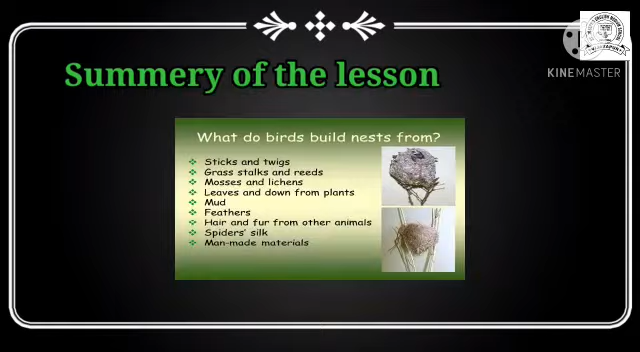 KINEMASTER
Summery of the lesson
What do birds build nests from?
Sticks and twigs
Grass stalks and reeds
Mosses and lichens
Leaves and down from plants
Mud
Feathers
Hair and fur from other animals
Spiders' silk
Man-made materials